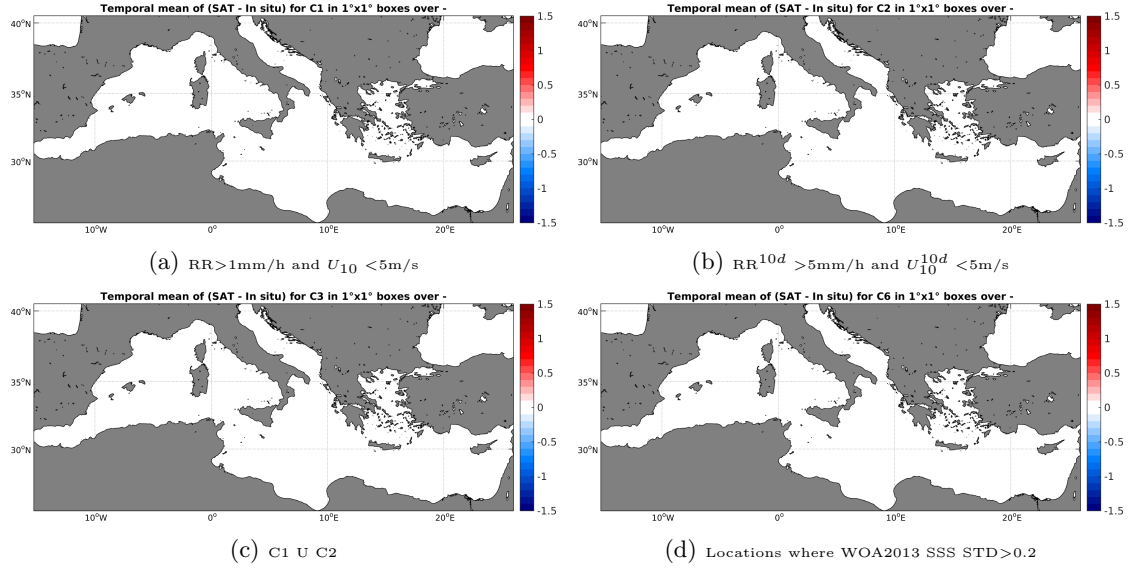 Temporal mean of (SAT - In situ) for C1 in 1°x1° boxes over -
40°N
35°N
30°N
10°W
0°
10°E
20°E
1.5
1
0.5
0
-0.5
-1
-1.5
(a) RR>1mm/h and U10 <5m/s
Temporal mean of (SAT - In situ) for C2 in 1°x1° boxes over -
40°N
35°N
30°N
10°W
0°
10°E
20°E
1.5
1
0.5
0
-0.5
-1
-1.5
(b) RR^10d >5mm/h and U10^10d <5m/s
Temporal mean of (SAT - In situ) for C3 in 1°x1° boxes over -
40°N
35°N
30°N
10°W
0°
10°E
20°E
1.5
1
0.5
0
-0.5
-1
-1.5
(c) C1 U C2
Temporal mean of (SAT - In situ) for C6 in 1°x1° boxes over -
40°N
35°N
30°N
10°W
0°
10°E
20°E
1.5
1
0.5
0
-0.5
-1
-1.5
(d) Locations where WOA2013 SSS STD>0.2